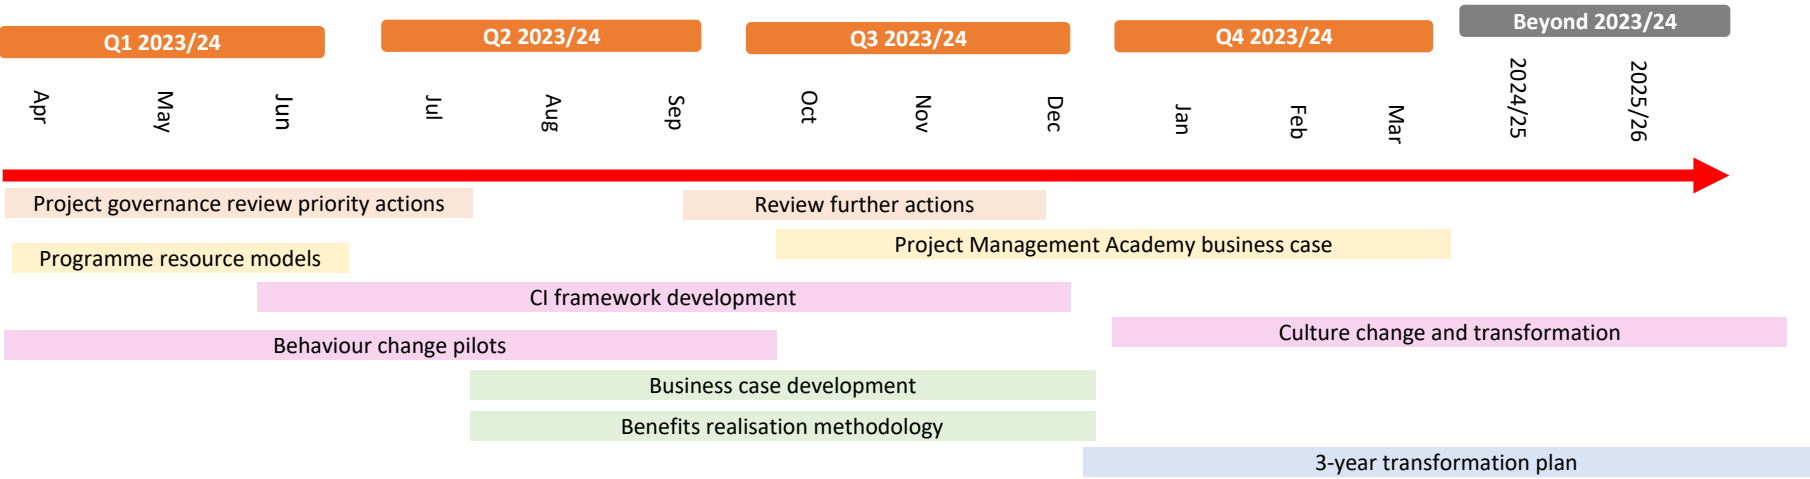 Q1 2023/24
Q2 2023/24
Q3 2023/24
Q4 2023/24
Beyond 2023/24
Apr
May
Jun
Jul
Aug
Sep
Oct
Nov
Dec
Jan
Feb
Mar
2024/25
2025/26
Project governance review priority actions
Review further actions
Programme resource models
Project Management Academy business case
CI framework development
Behaviour change pilots
Culture change and transformation
Business case development
Benefits realisation methodology
3-year transformation plan